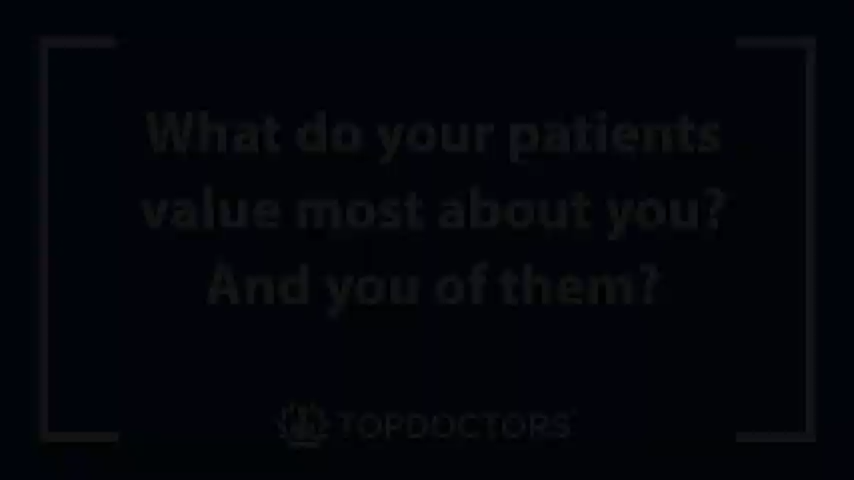 What do your patients
value most about you?
And you of them?
TOPDOCTORS